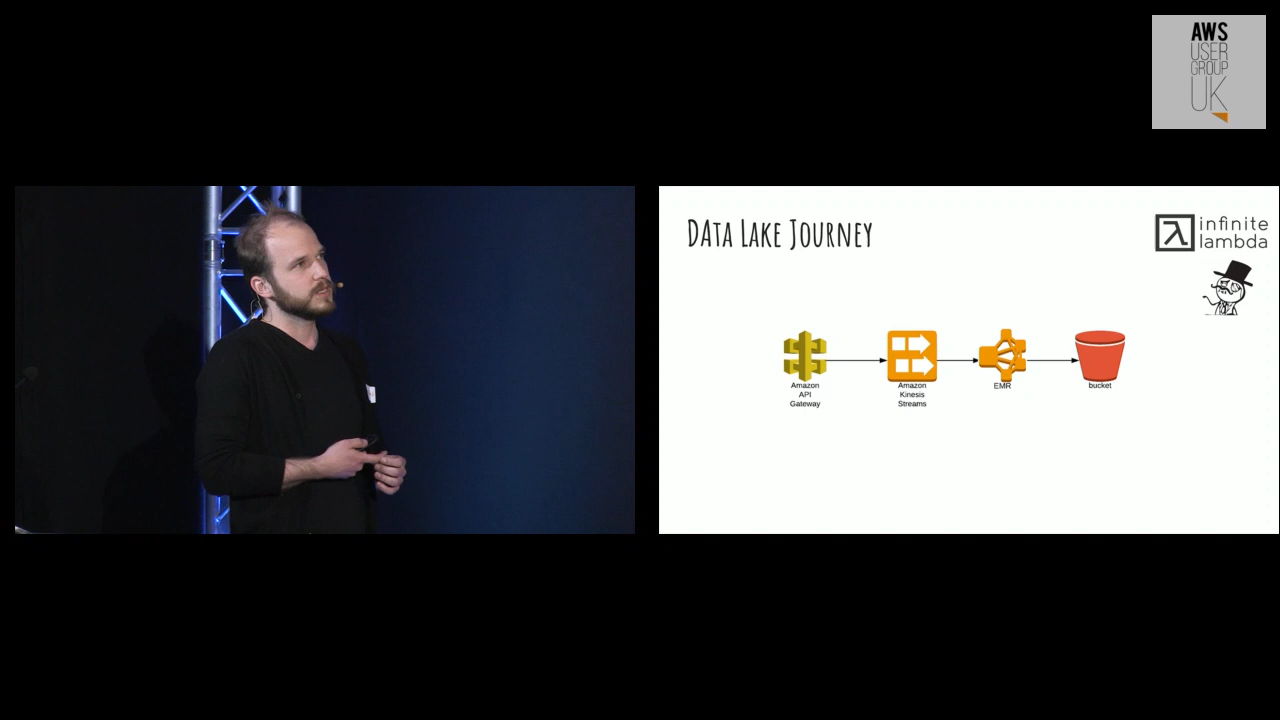 AWS
USER
GROUP
UK
DAta Lake Journey
infinite
lambda
Amazon
API
Gateway
Amazon
Kinesis
Streams
EMR
bucket